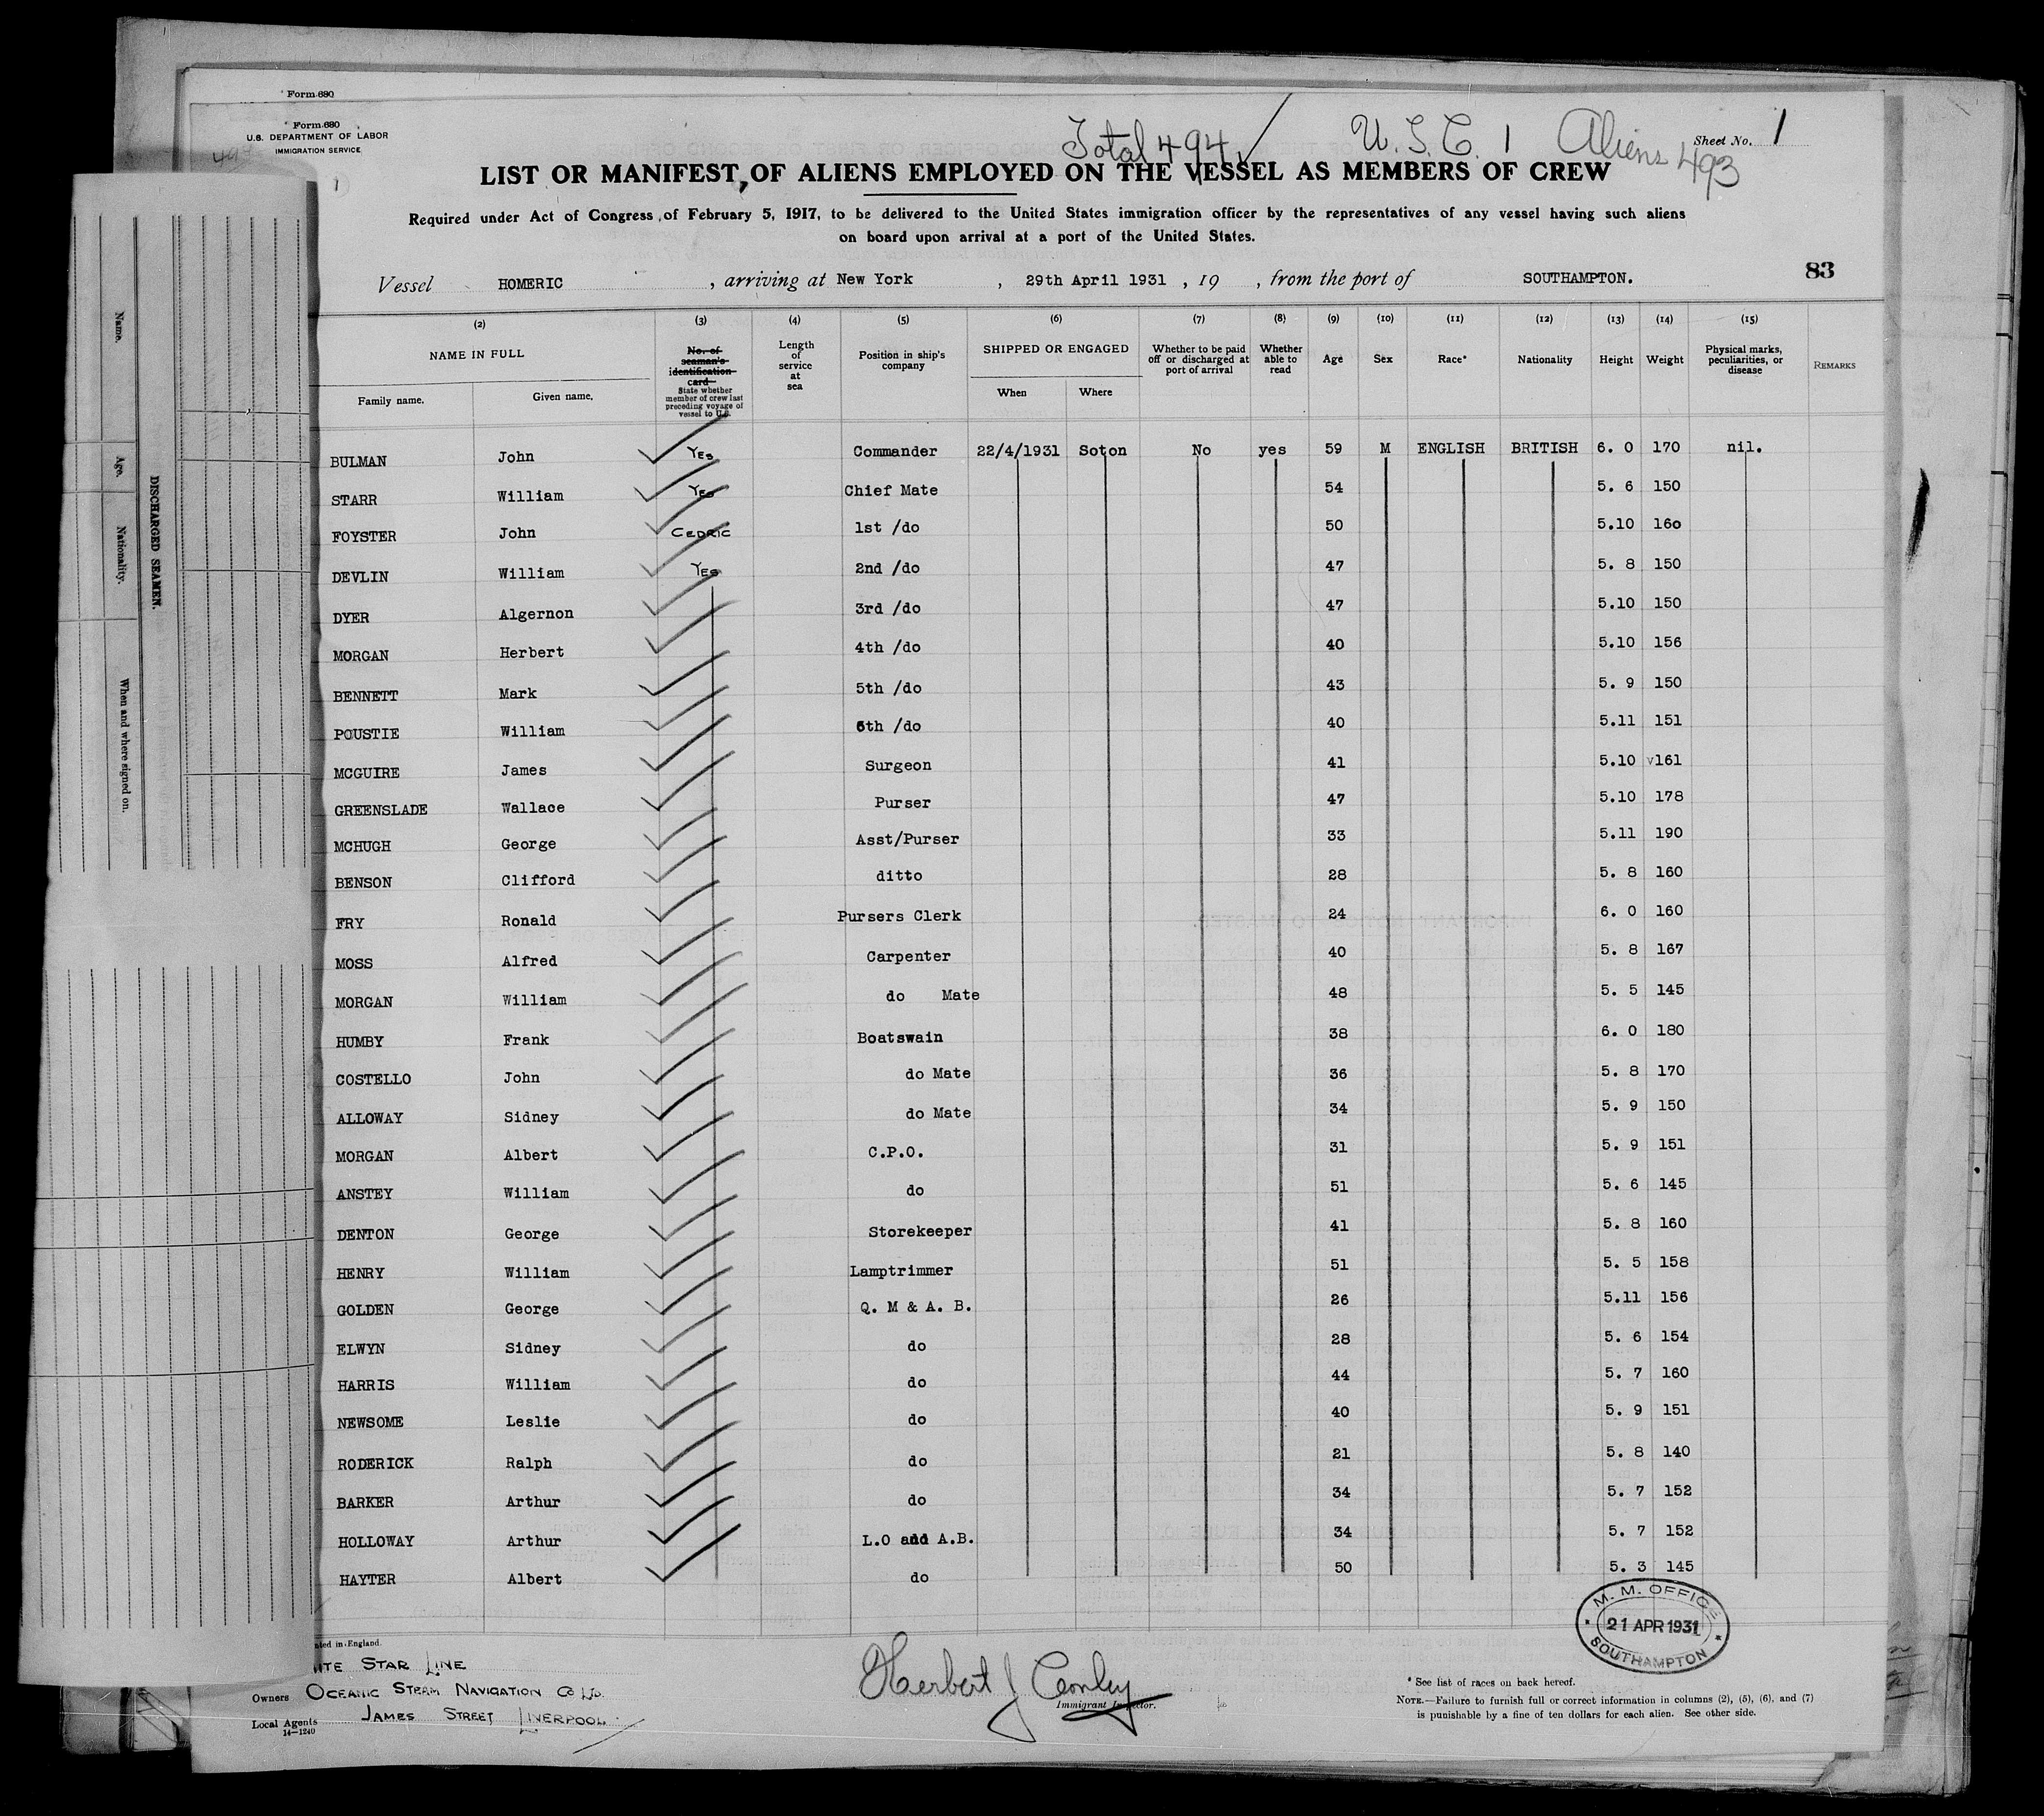 Form 680
Form 680
U.S. DEPARTMENT OF LABOR
IMMIGRATION SERVICE
Total 494 U.S.C. 1 Aliens 493
Sheet No. 1
LIST OR MANIFEST, OF ALIENS EMPLOYED ON THE VESSEL AS MEMBERS OF CREW
Required under Act of Congress of February 5, 1917, to be delivered to the United States immigration officer by the representatives of any vessel having such aliens
on board upon arrival at a port of the United States.
83
Vessel HOMERIC, arriving at New York, 29th April 1931, 19 , from the port of SOUTHAMPTON.
(2) (3) (4) (5) (6) (7) (8) (9) (10) (11) (12) (13) (14) (15)
NAME IN FULL
Family name. Given name.
No. of seaman's identification card
State whether member of crew last preceding voyage of vessel to U.S.
Length of service at sea
Position in ship's company
SHIPPED OR ENGAGED
When Where
Whether to be paid off or discharged at port of arrival
Whether able to read
Age Sex Race* Nationality Height Weight
Physical marks, peculiarities, or disease
REMARKS
BULMAN John YES Commander 22/4/1931 Soton No yes 59 M ENGLISH BRITISH 6. 0 170 nil.
STARR William YES Chief Mate 54 5. 6 150
FOYSTER John CEDRIC 1st /do 50 5.10 160
DEVLIN William YES 2nd /do 47 5. 8 150
DYER Algernon 3rd /do 47 5.10 150
MORGAN Herbert 4th /do 40 5.10 156
BENNETT Mark 5th /do 43 5. 9 150
POUSTIE William 6th /do 40 5.11 151
MCGUIRE James Surgeon 41 5.10 v161
GREENSLADE Wallace Purser 47 5.10 178
MCHUGH George Asst/Purser 33 5.11 190
BENSON Clifford ditto 28 5. 8 160
FRY Ronald Pursers Clerk 24 6. 0 160
MOSS Alfred Carpenter 40 5. 8 167
MORGAN William do Mate 48 5. 5 145
HUMBY Frank Boatswain 38 6. 0 180
COSTELLO John do Mate 36 5. 8 170
ALLOWAY Sidney do Mate 34 5. 9 150
MORGAN Albert C.P.O. 31 5. 9 151
ANSTEY William do 51 5. 6 145
DENTON George Storekeeper 41 5. 8 160
HENRY William Lamptrimmer 51 5. 5 158
GOLDEN George Q. M & A. B. 26 5.11 156
ELWYN Sidney do 28 5. 6 154
HARRIS William do 44 5. 7 160
NEWSOME Leslie do 40 5. 9 151
RODERICK Ralph do 21 5. 8 140
BARKER Arthur do 34 5. 7 152
HOLLOWAY Arthur L.O and A.B. 34 5. 7 152
HAYTER Albert do 50 5. 3 145
Name.
Age.
Nationality.
When and where signed on.
DISCHARGED SEAMEN.
M. M. OFFICE
21 APR 1931
SOUTHAMPTON
in England.
STAR LINE
Owners OCEANIC STEAM NAVIGATION CO LTD.
Local Agents JAMES STREET LIVERPOOL
14-1240
Herbert J Conley
Immigrant Inspector.
* See list of races on back hereof.
NOTE.—Failure to furnish full or correct information in columns (2), (5), (6), and (7)
is punishable by a fine of ten dollars for each alien. See other side.